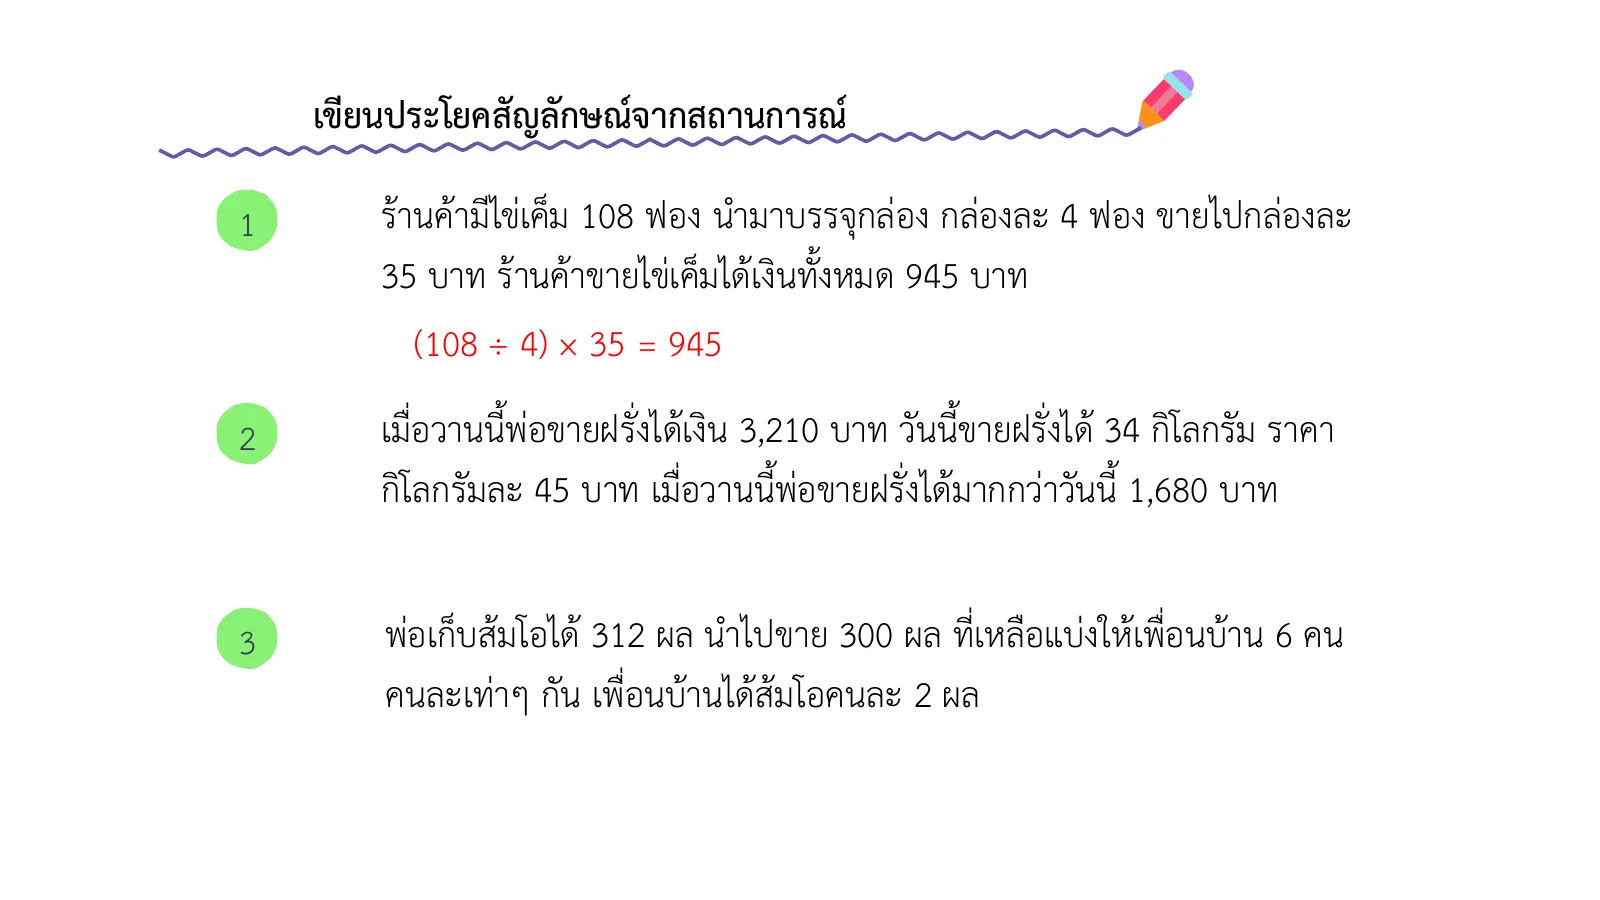 เขียนประโยคสัญลักษณ์จากสถานการณ์
1
ร้านค้ามีไข่เค็ม 108 ฟอง นำมาบรรจุกล่อง กล่องละ 4 ฟอง ขายไปกล่องละ
35 บาท ร้านค้าขายไข่เค็มได้เงินทั้งหมด 945 บาท
(108 ÷ 4) × 35 = 945
2
เมื่อวานนี้พ่อขายฝรั่งได้เงิน 3,210 บาท วันนี้ขายฝรั่งได้ 34 กิโลกรัม ราคา
กิโลกรัมละ 45 บาท เมื่อวานนี้พ่อขายฝรั่งได้มากกว่าวันนี้ 1,680 บาท
3
พ่อเก็บส้มโอได้ 312 ผล นำไปขาย 300 ผล ที่เหลือแบ่งให้เพื่อนบ้าน 6 คน
คนละเท่าๆ กัน เพื่อนบ้านได้ส้มโอคนละ 2 ผล